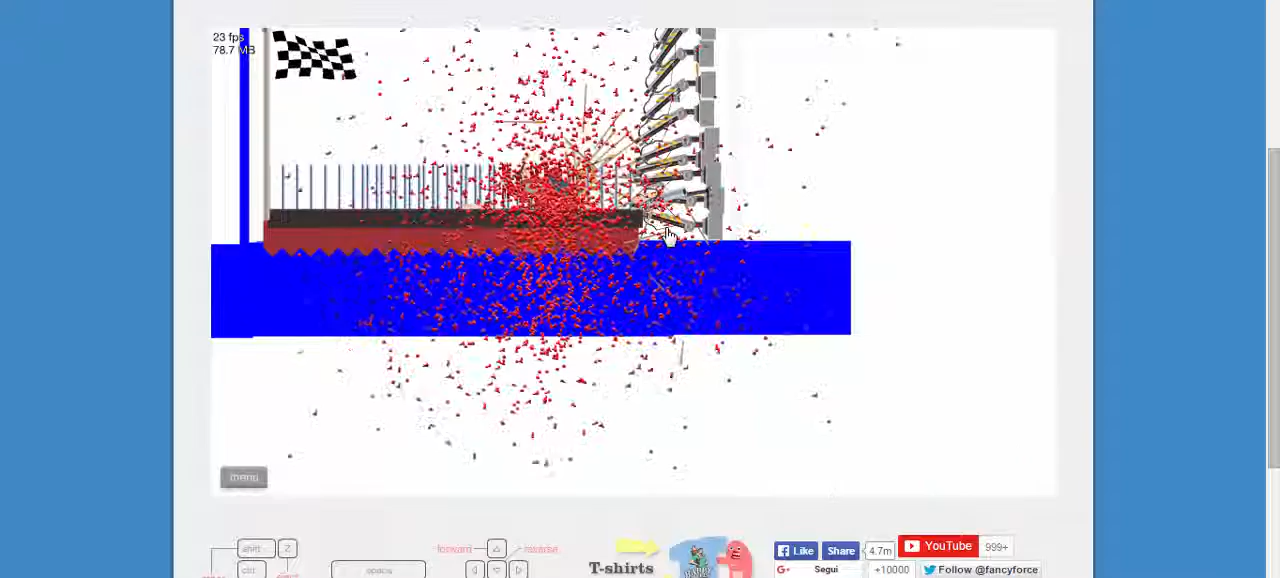 23 fps
78.7 MB
menu
shift Z
forward
reverse
ctrl
space
T-shirts
Like
Share
4.7m
YouTube
999+
Segui
+10000
Follow @fancyforce